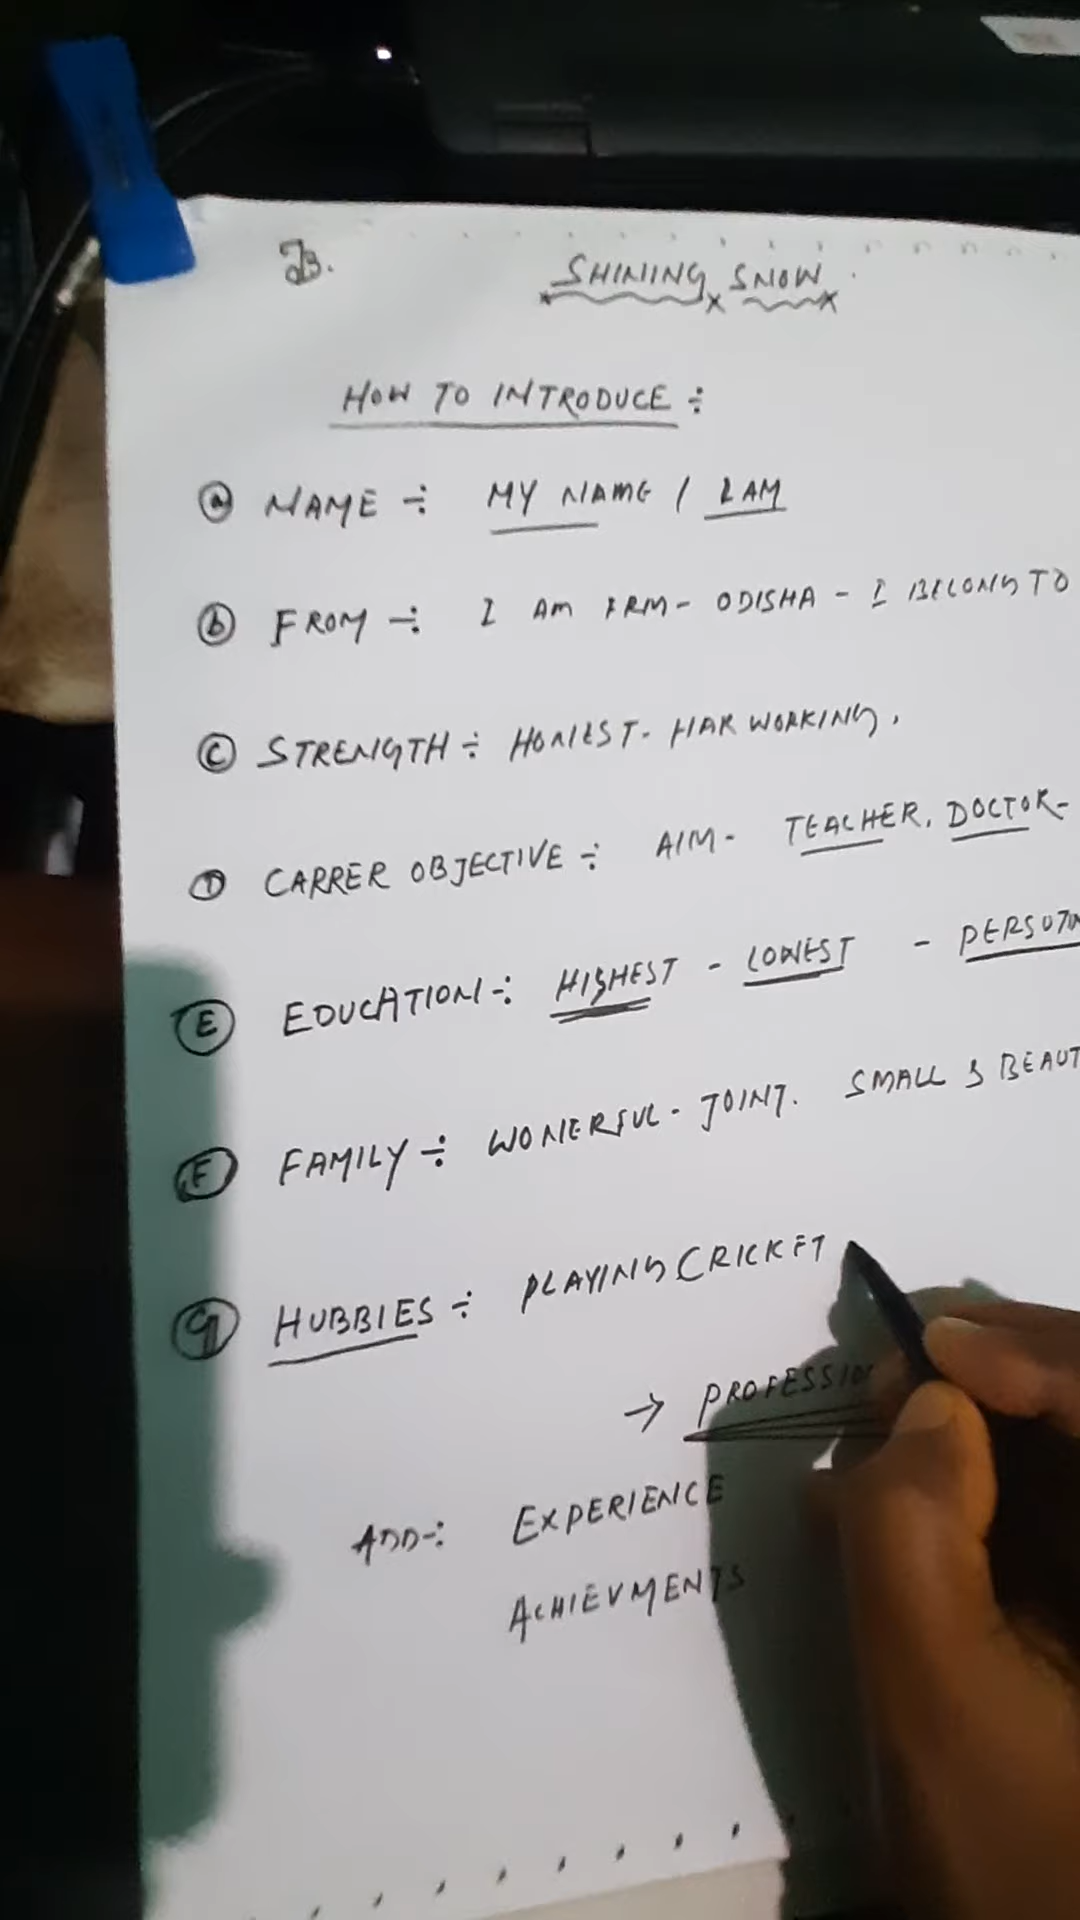 SHINING SNOW
HOW TO INTRODUCE ÷
ⓐ NAME ÷ MY NAME / I AM
ⓑ FROM ÷ I AM FRM - ODISHA - I BELONG TO
Ⓒ STRENGTH ÷ HONEST - HAR WORKING.
Ⓓ CARRER OBJECTIVE ÷ AIM - TEACHER. DOCTOR -
Ⓔ EDUCATION ÷ HIGHEST - LOWEST -
Ⓕ FAMILY ÷ WONERFUL - JOINT. SMALL & BEAUT
Ⓖ HUBBIES ÷ PLAYING CRICKET
→ PROFESSION
ADD ÷ EXPERIENCE
ACHIEVMENTS